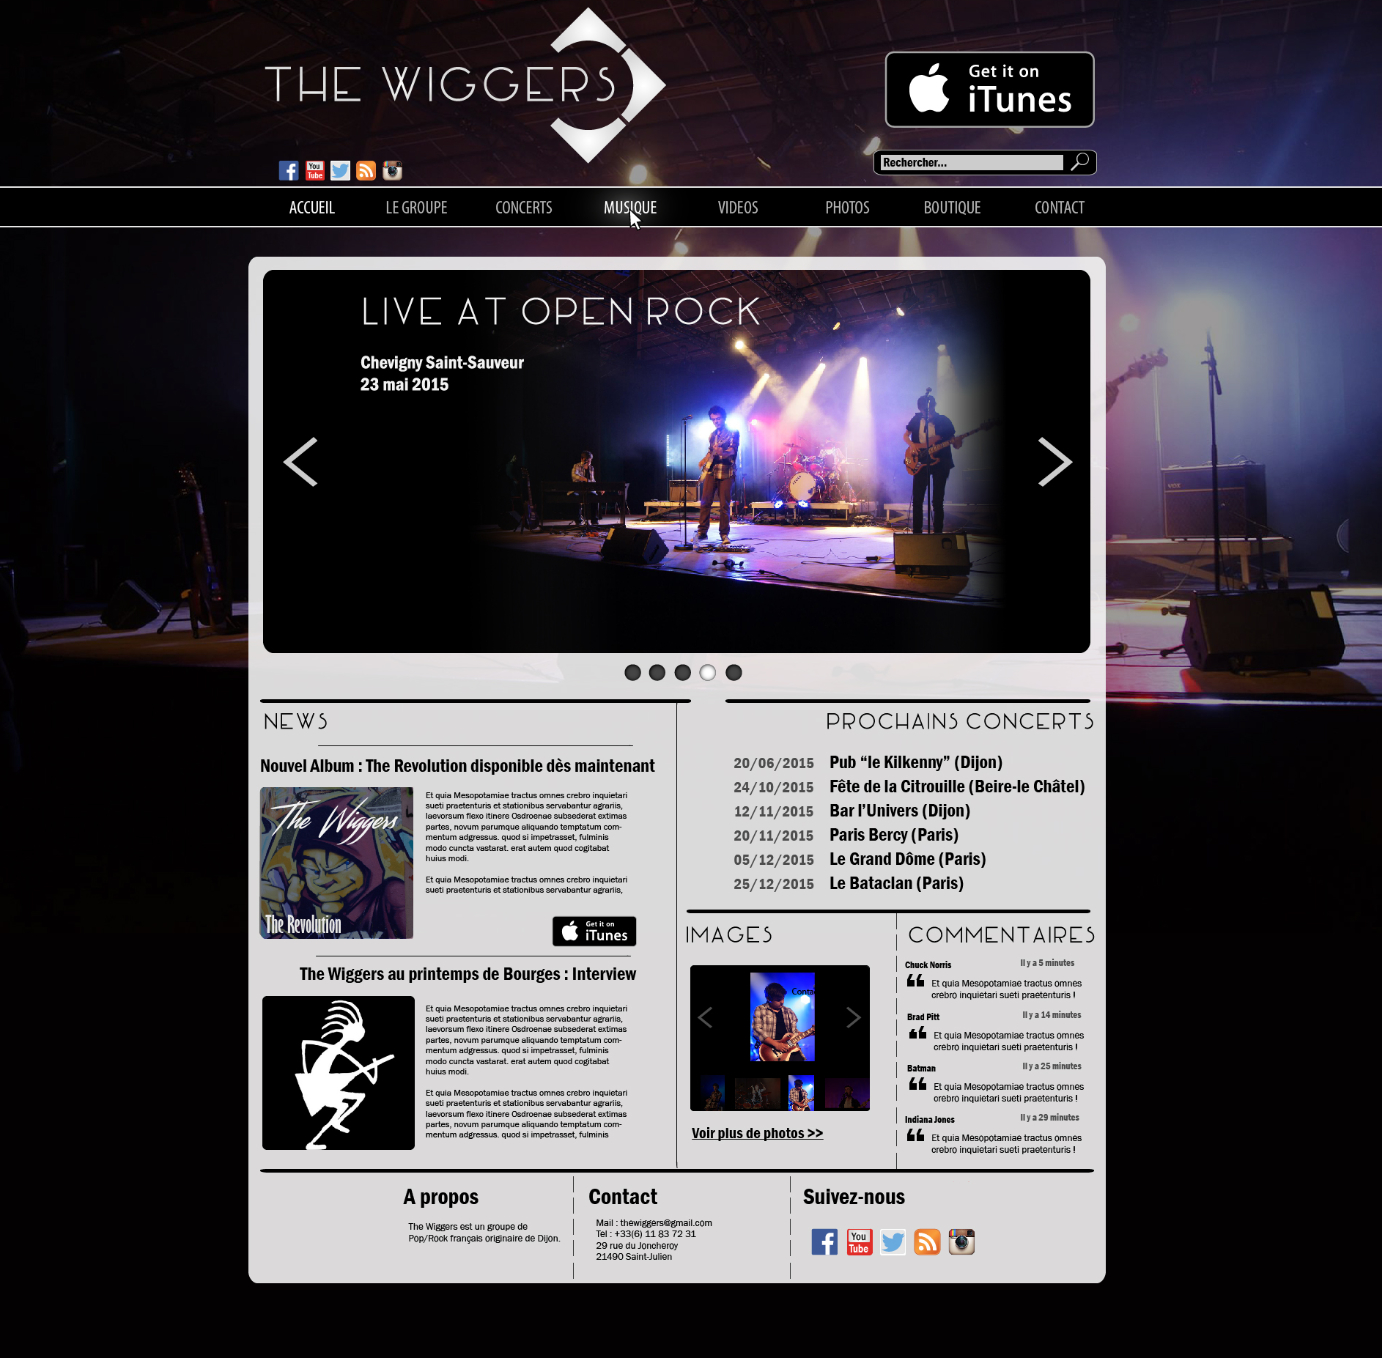 THE WIGGERS
Get it on
iTunes
You
Tube
Rechercher...
ACCUEIL
LE GROUPE
CONCERTS
MUSIQUE
VIDEOS
PHOTOS
BOUTIQUE
CONTACT
LIVE AT OPEN ROCK
Chevigny Saint-Sauveur
23 mai 2015
NEWS
Nouvel Album : The Revolution disponible dès maintenant
The Wiggers
The Revolution
Et quia Mesopotamiae tractus omnes crebro inquietari
sueti praetenturis et stationibus servabantur agrariis,
laevorsum flexo itinere Osdroenae subsederat extimas
partes, novum parumque aliquando temptatum com-
mentum adgressus. quod si impetrasset, fulminis
modo cuncta vastarat. erat autem quod cogitabat
huius modi.
Et quia Mesopotamiae tractus omnes crebro inquietari
sueti praetenturis et stationibus servabantur agrariis,
Get it on
iTunes
The Wiggers au printemps de Bourges : Interview
Et quia Mesopotamiae tractus omnes crebro inquietari
sueti praetenturis et stationibus servabantur agrariis,
laevorsum flexo itinere Osdroenae subsederat extimas
partes, novum parumque aliquando temptatum com-
mentum adgressus. quod si impetrasset, fulminis
modo cuncta vastarat. erat autem quod cogitabat
huius modi.
Et quia Mesopotamiae tractus omnes crebro inquietari
sueti praetenturis et stationibus servabantur agrariis,
laevorsum flexo itinere Osdroenae subsederat extimas
partes, novum parumque aliquando temptatum com-
mentum adgressus. quod si impetrasset, fulminis
PROCHAINS CONCERTS
20/06/2015 Pub “le Kilkenny” (Dijon)
24/10/2015 Fête de la Citrouille (Beire-le Châtel)
12/11/2015 Bar l’Univers (Dijon)
20/11/2015 Paris Bercy (Paris)
05/12/2015 Le Grand Dôme (Paris)
25/12/2015 Le Bataclan (Paris)
IMAGES
Conta
Voir plus de photos >>
COMMENTAIRES
Chuck Norris Il y a 5 minutes
“ Et quia Mesopotamiae tractus omnes
crebro inquietari sueti praetenturis !
Brad Pitt Il y a 14 minutes
“ Et quia Mesopotamiae tractus omnes
crebro inquietari sueti praetenturis !
Batman Il y a 25 minutes
“ Et quia Mesopotamiae tractus omnes
crebro inquietari sueti praetenturis !
Indiana Jones Il y a 29 minutes
“ Et quia Mesopotamiae tractus omnes
crebro inquietari sueti praetenturis !
A propos
The Wiggers est un groupe de
Pop/Rock français originaire de Dijon.
Contact
Mail : thewiggers@gmail.com
Tel : +33(6) 11 83 72 31
29 rue du Joncheroy
21490 Saint-Julien
Suivez-nous
You
Tube